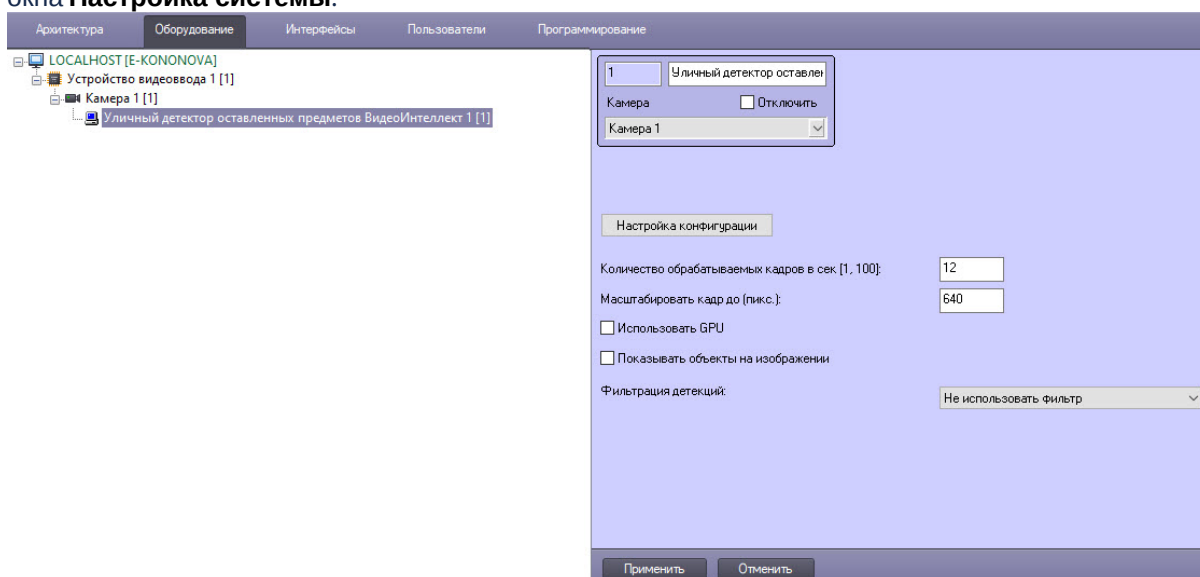 окна Настройка системы.
Архитектура Оборудование Интерфейсы Пользователи Программирование
LOCALHOST [E-KONONOVA]
Устройство видеоввода 1 [1]
Камера 1 [1]
Уличный детектор оставленных предметов ВидеоИнтеллект 1 [1]
1 Уличный детектор оставлен
Камера Отключить
Камера 1
Настройка конфигурации
Количество обрабатываемых кадров в сек [1, 100]: 12
Масштабировать кадр до (пикс.): 640
Использовать GPU
Показывать объекты на изображении
Фильтрация детекций: Не использовать фильтр
Применить Отменить